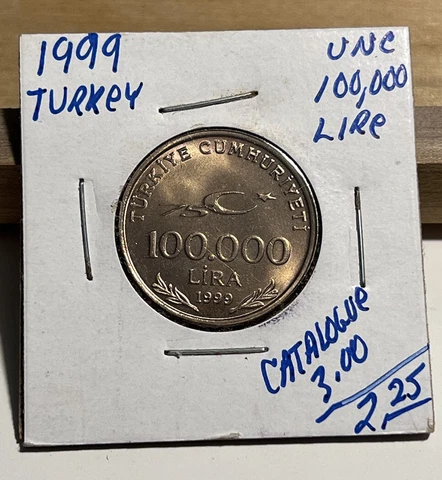 1999
TURKEY
UNC
100,000
LIRE
TÜRKİYE CUMHURİYETİ
75
100.000
LİRA
1999
CATALOGUE
3.00
2.25